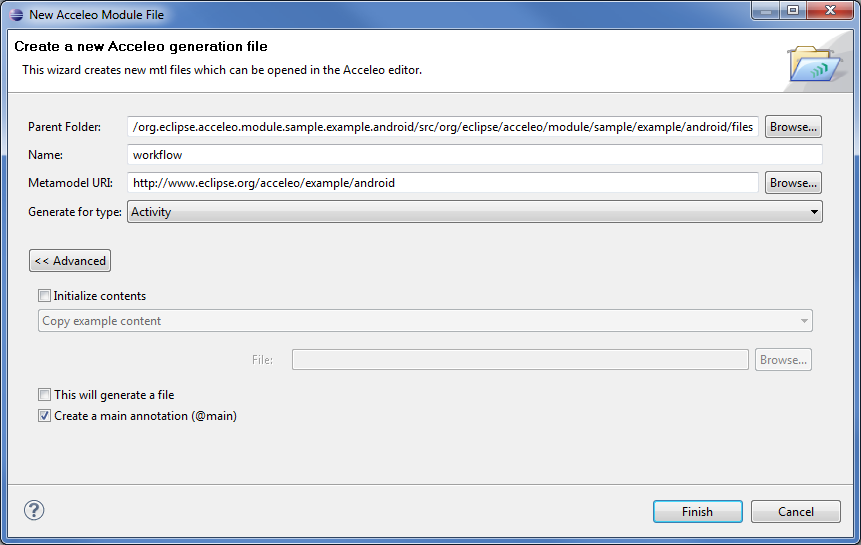 New Acceleo Module File
Create a new Acceleo generation file
This wizard creates new mtl files which can be opened in the Acceleo editor.
Parent Folder: /org.eclipse.acceleo.module.sample.example.android/src/org/eclipse/acceleo/module/sample/example/android/files Browse...
Name: workflow
Metamodel URI: http://www.eclipse.org/acceleo/example/android Browse...
Generate for type: Activity
<< Advanced
Initialize contents
Copy example content
File: Browse...
This will generate a file
Create a main annotation (@main)
? Finish Cancel